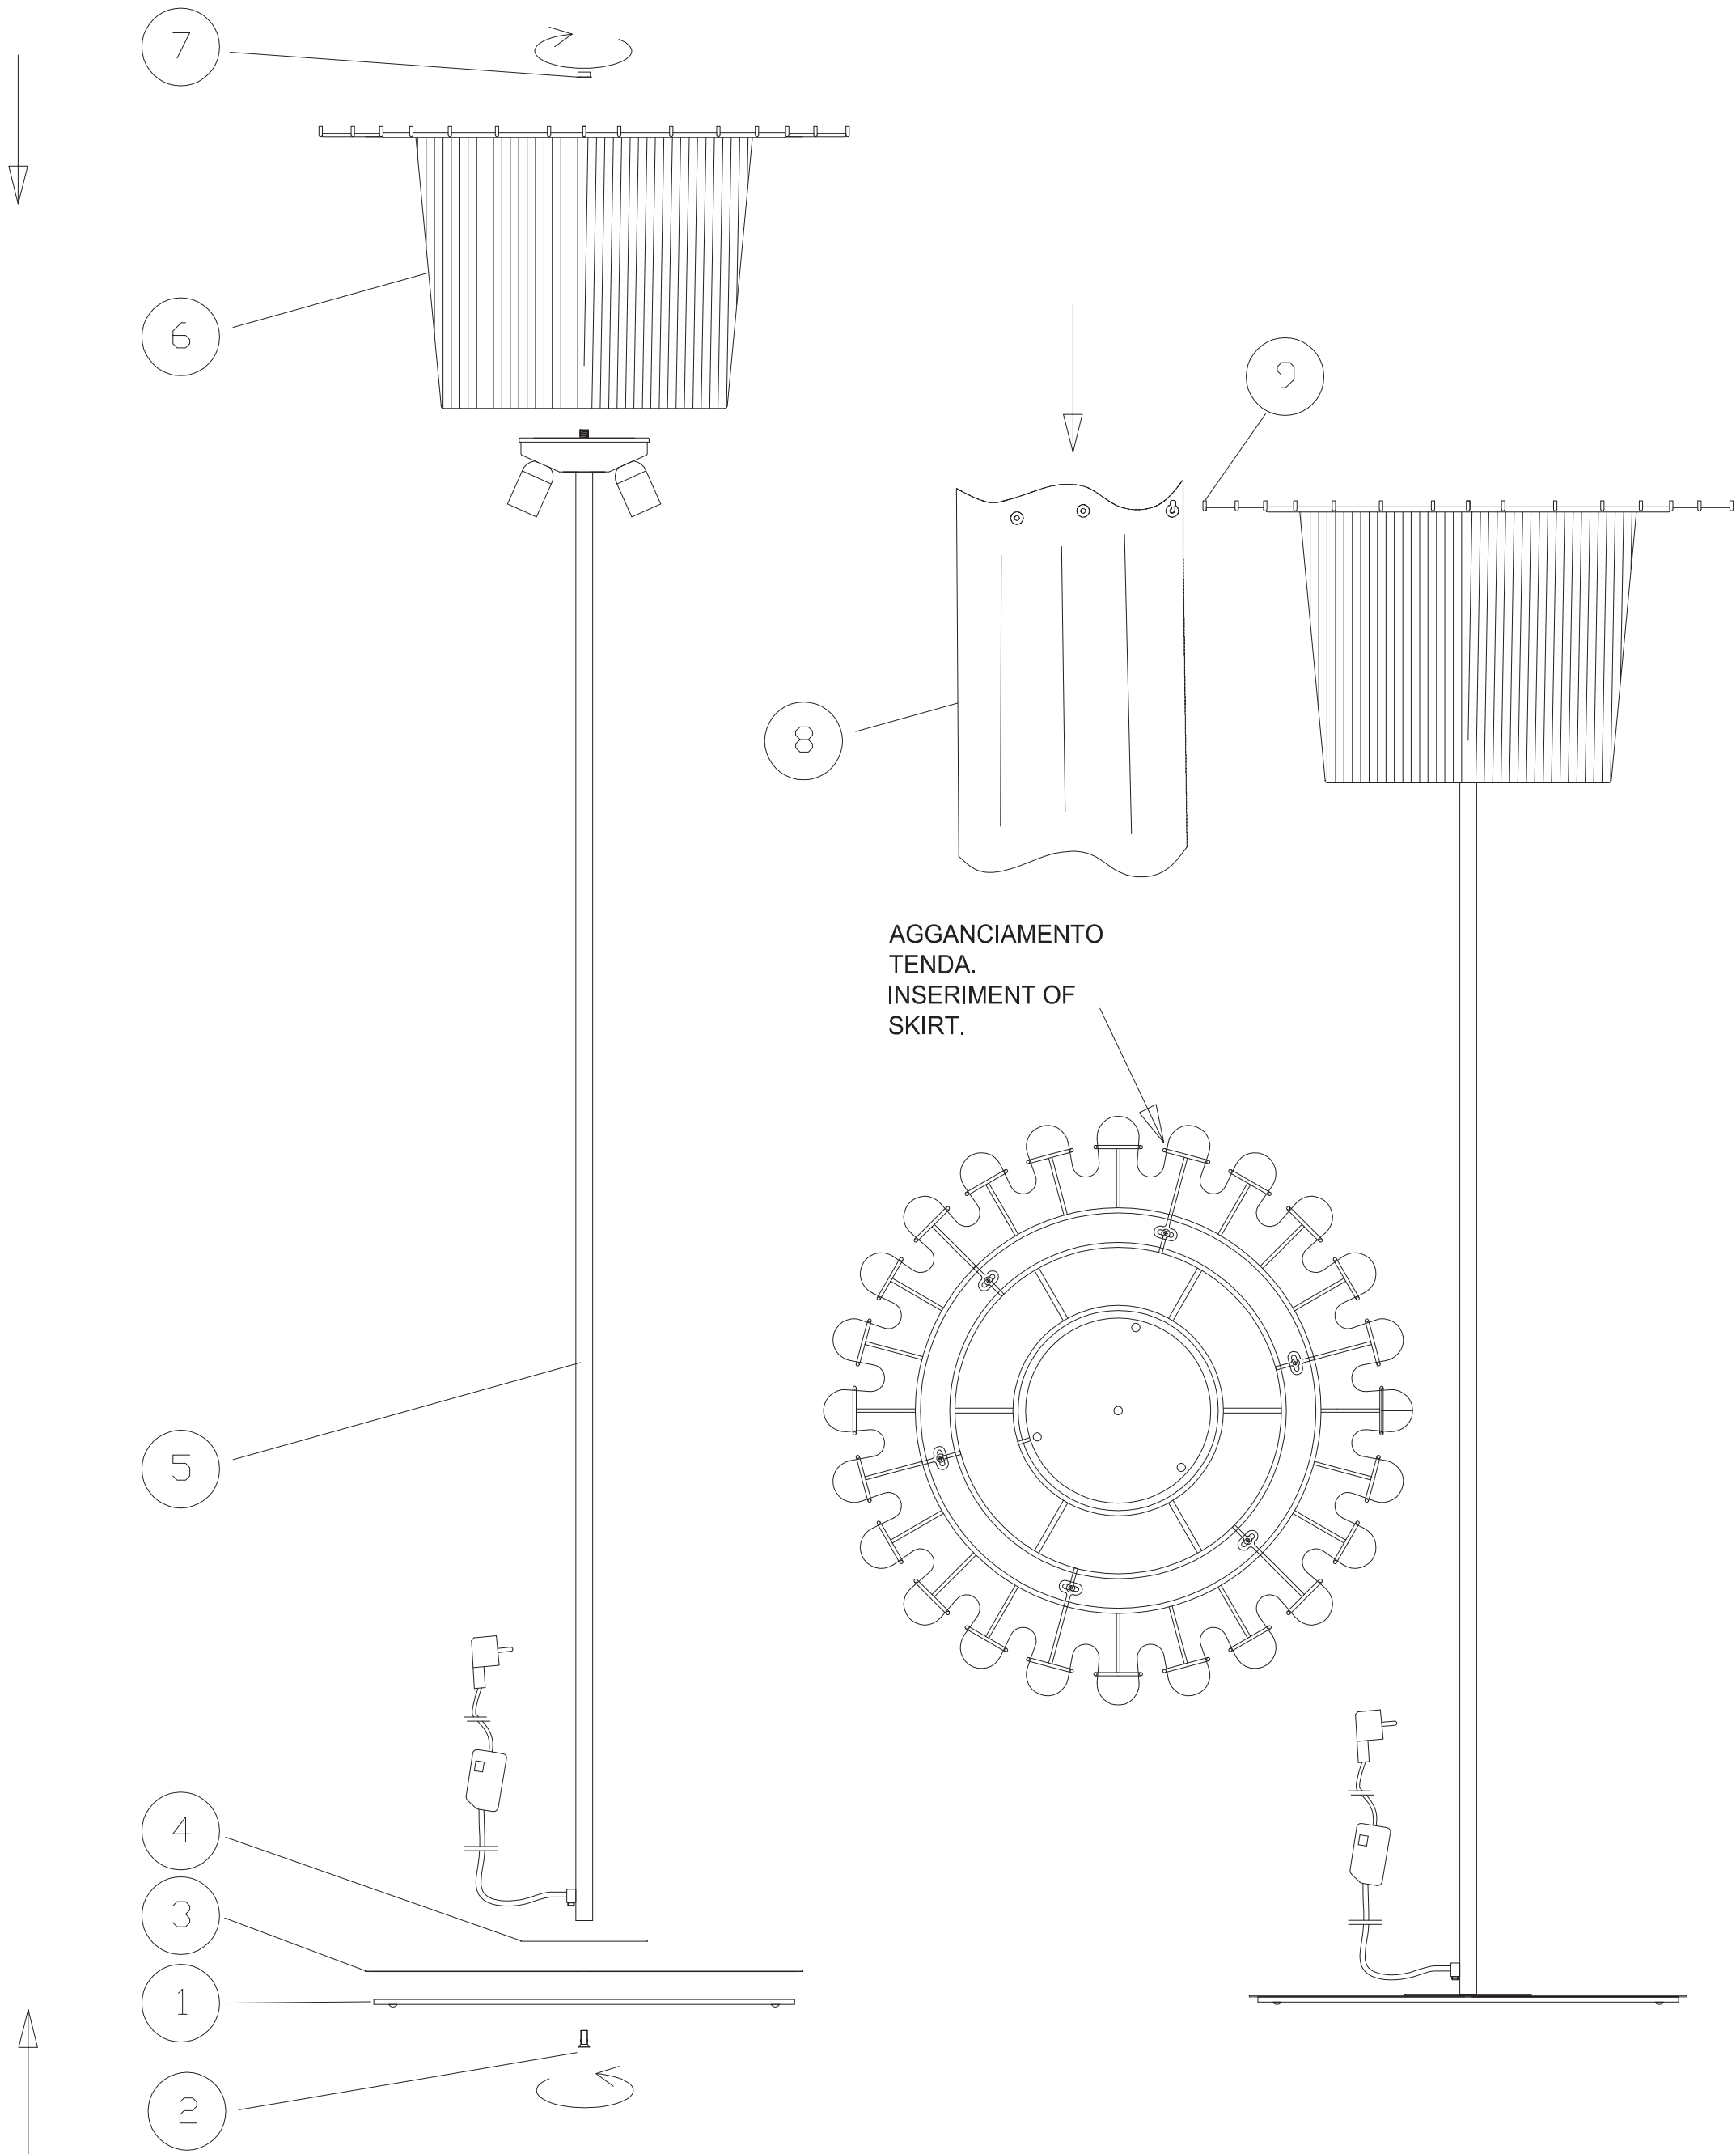 7
6
9
8
AGGANCIAMENTO
TENDA.
INSERIMENT OF
SKIRT.
5
4
3
1
2